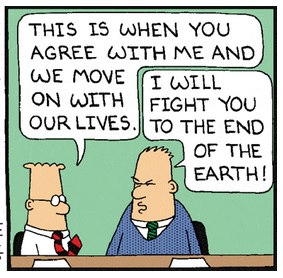 THIS IS WHEN YOU
AGREE WITH ME AND
WE MOVE
ON WITH
OUR LIVES.
I WILL
FIGHT YOU
TO THE END
OF THE
EARTH!